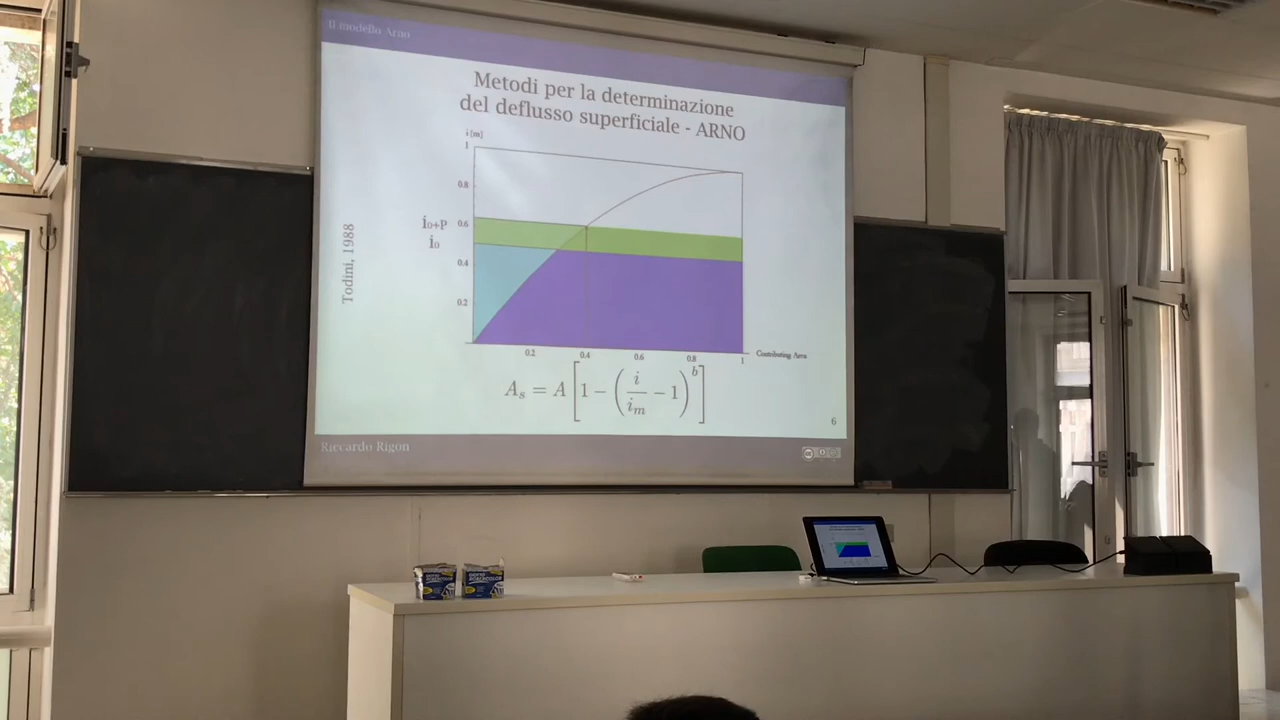 Il modello Arno
Metodi per la determinazione
del deflusso superficiale - ARNO
i [m]
1
0.8
i₀+P 0.6
i₀
0.4
0.2
0.2 0.4 0.6 0.8 1 Contributing Area
Todini, 1988
A_s = A [1 - (i/i_m - 1)^b]
6
Riccardo Rigon
cc